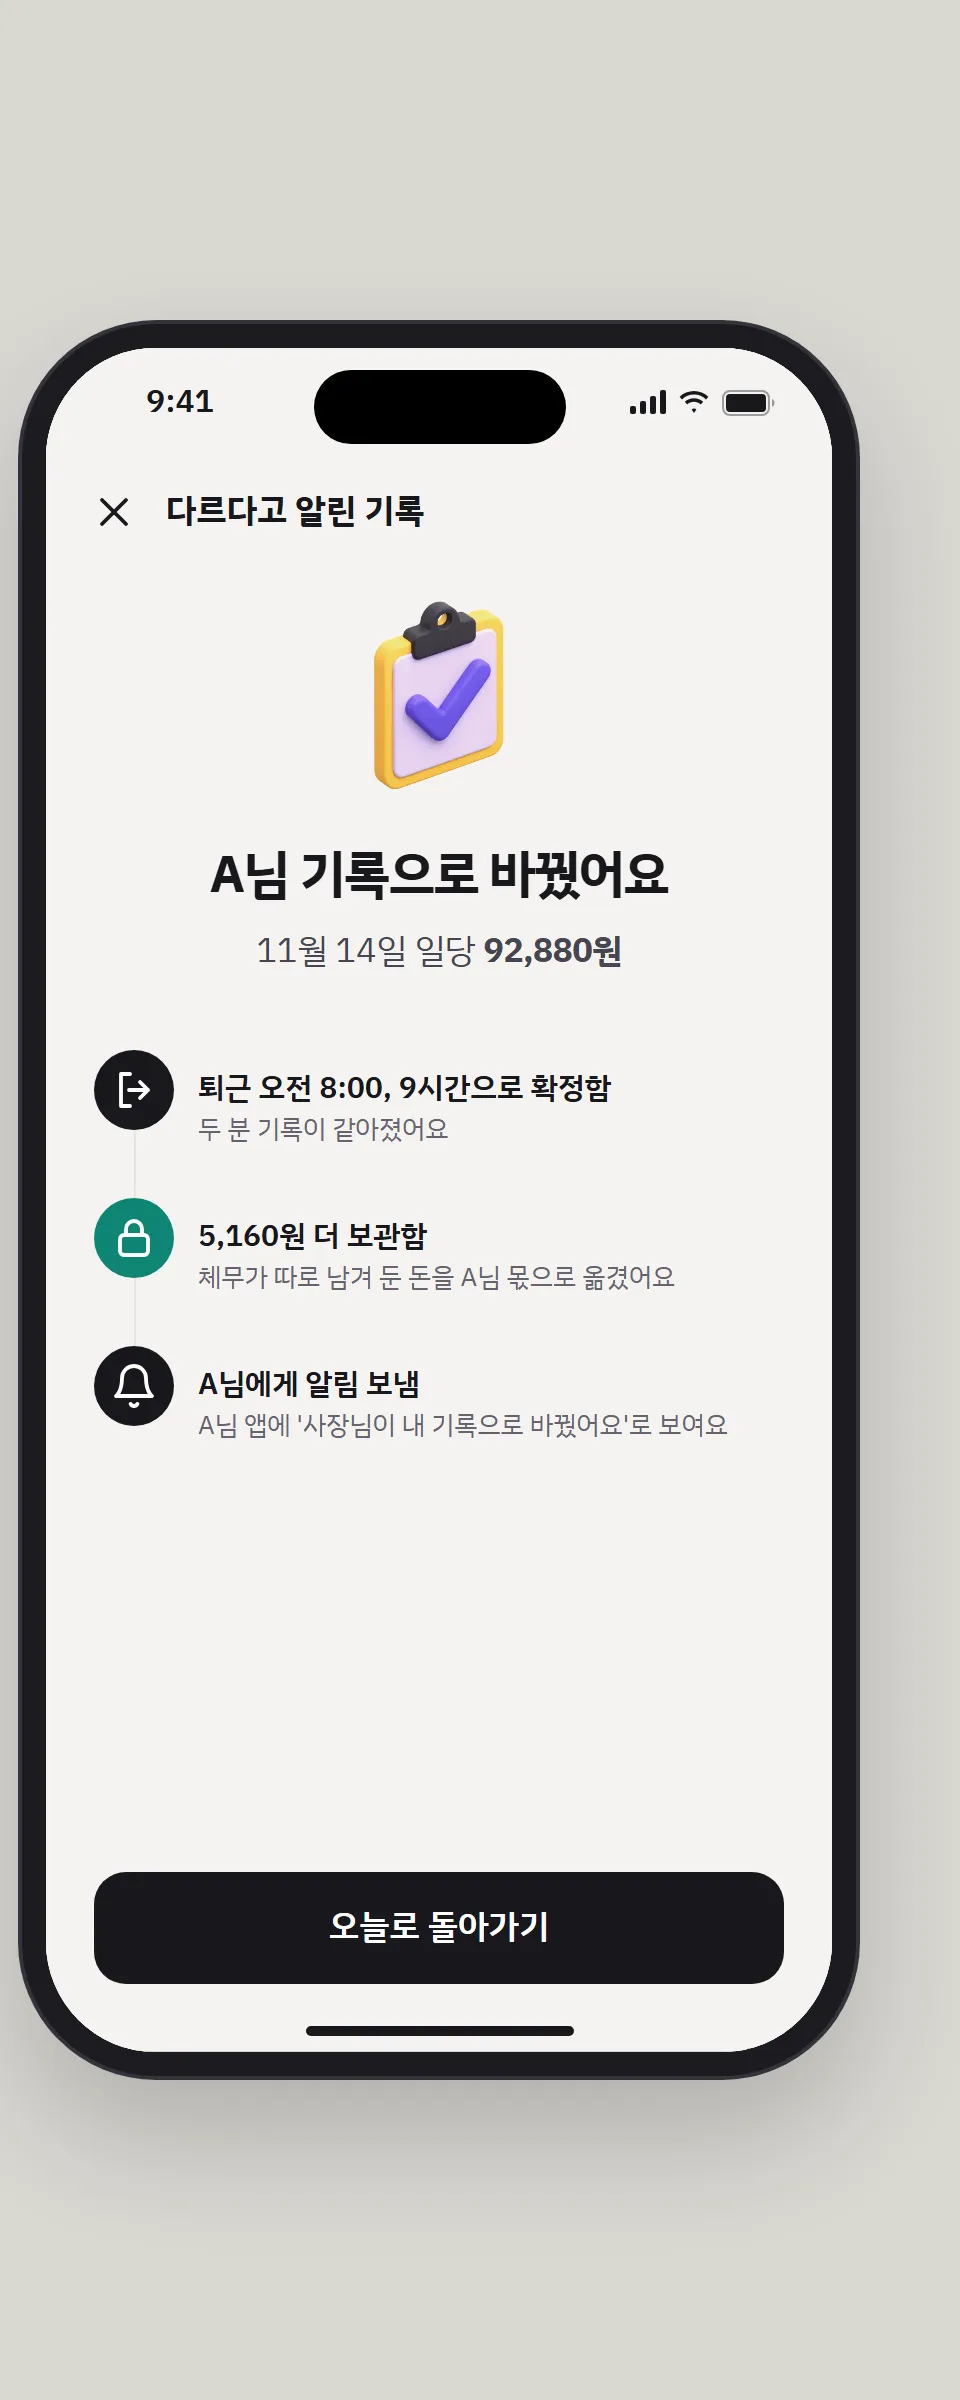 9:41
다르다고 알린 기록
A님 기록으로 바꿨어요
11월 14일 일당 92,880원
퇴근 오전 8:00, 9시간으로 확정함
두 분 기록이 같아졌어요
5,160원 더 보관함
체무가 따로 남겨 둔 돈을 A님 몫으로 옮겼어요
A님에게 알림 보냄
A님 앱에 '사장님이 내 기록으로 바꿨어요'로 보여요
오늘로 돌아가기